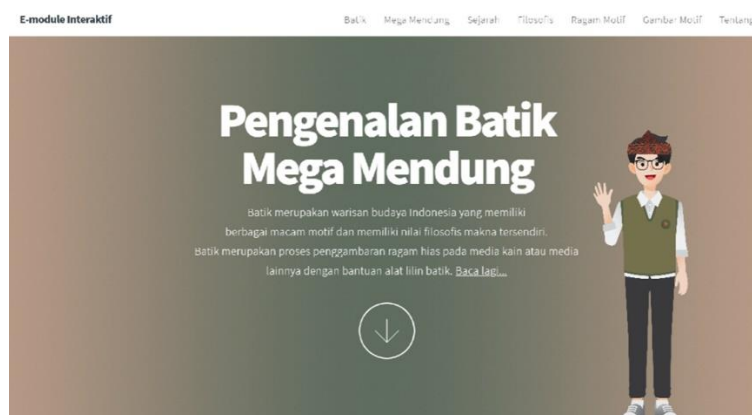 E-module Interaktif
Batik Mega Mendung Sejarah Filosofis Ragam Motif Gambar Motif Tentang
Pengenalan Batik
Mega Mendung
Batik merupakan warisan budaya Indonesia yang memiliki
berbagai macam motif dan memiliki nilai filosofis makna tersendiri.
Batik merupakan proses penggambaran ragam hias pada media kain atau media
lainnya dengan bantuan alat lilin batik. Baca lagi...